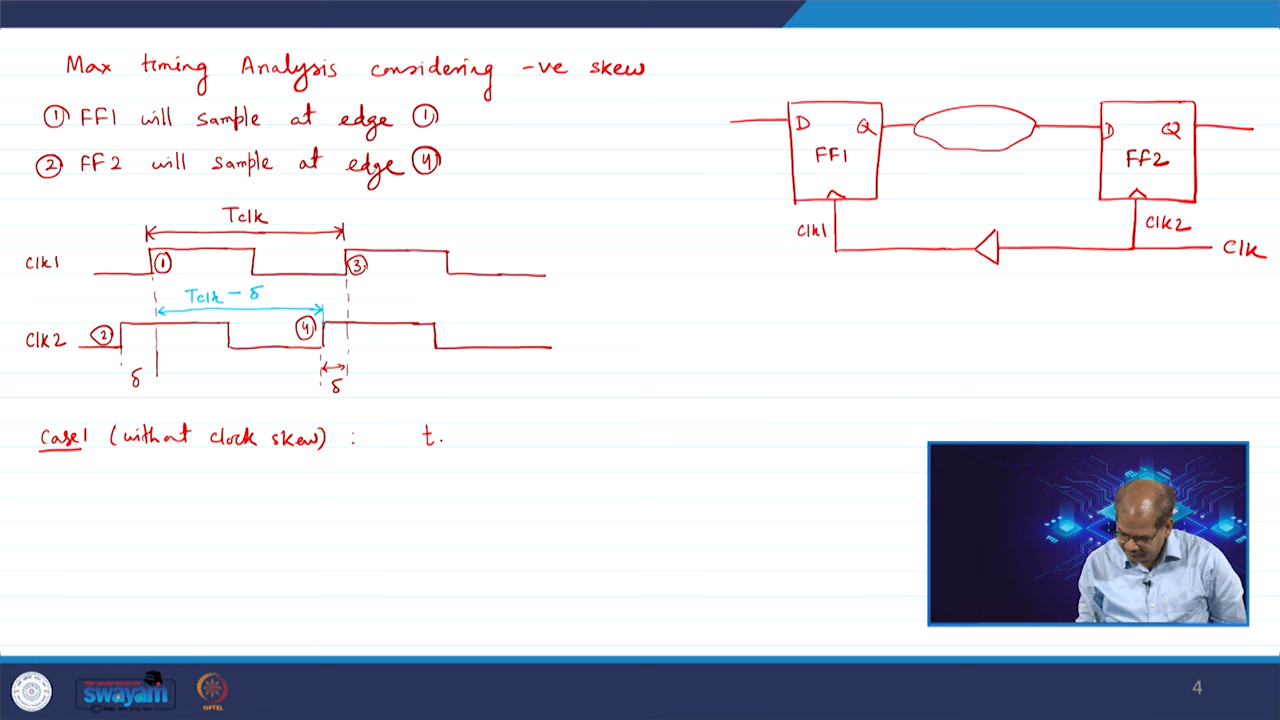 Max timing Analysis considering -ve skew
① FF1 will sample at edge ①
② FF2 will sample at edge ④
D Q
FF1
clk1
D Q
FF2
clk2
Clk
Tclk
Clk1
①
③
Tclk - δ
Clk2
②
④
δ
δ
Case1 (without clock skew) : t.
swayam
NPTEL
4